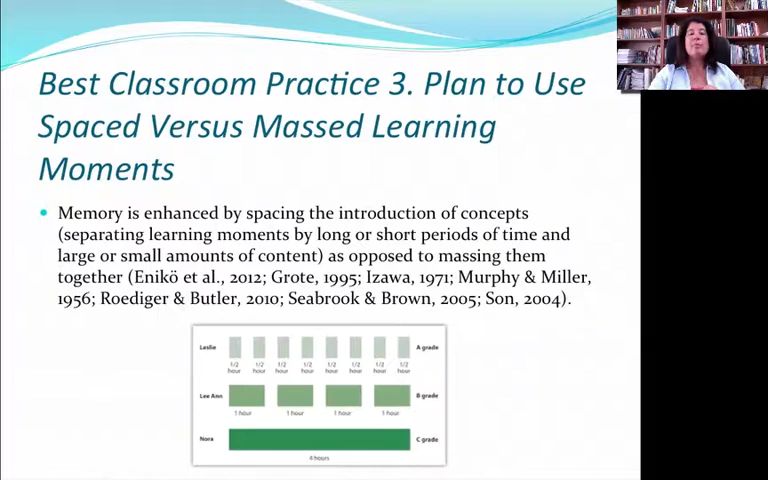 Best Classroom Practice 3. Plan to Use
Spaced Versus Massed Learning
Moments
• Memory is enhanced by spacing the introduction of concepts
(separating learning moments by long or short periods of time and
large or small amounts of content) as opposed to massing them
together (Enikö et al., 2012; Grote, 1995; Izawa, 1971; Murphy & Miller,
1956; Roediger & Butler, 2010; Seabrook & Brown, 2005; Son, 2004).
Leslie A grade
1/2 hour 1/2 hour 1/2 hour 1/2 hour 1/2 hour 1/2 hour 1/2 hour 1/2 hour
Lee Ann B grade
1 hour 1 hour 1 hour 1 hour
Nora C grade
4 hours